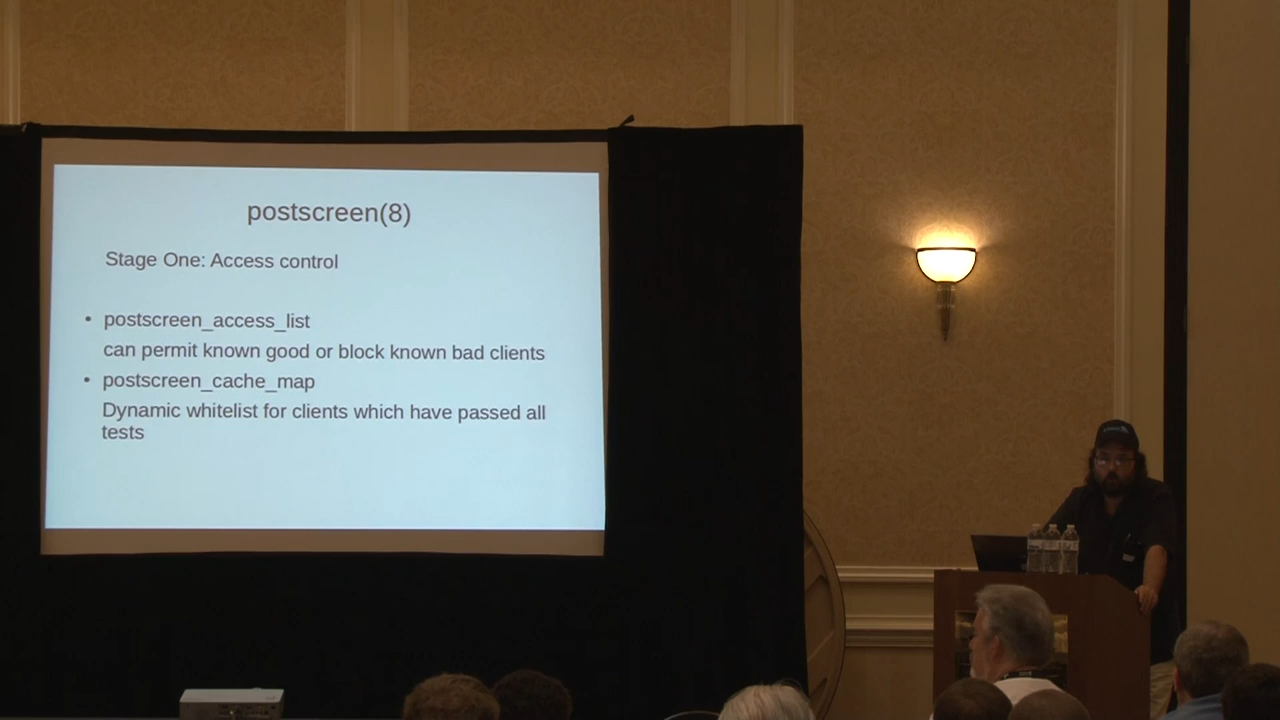 postscreen(8)
Stage One: Access control
• postscreen_access_list
can permit known good or block known bad clients
• postscreen_cache_map
Dynamic whitelist for clients which have passed all
tests